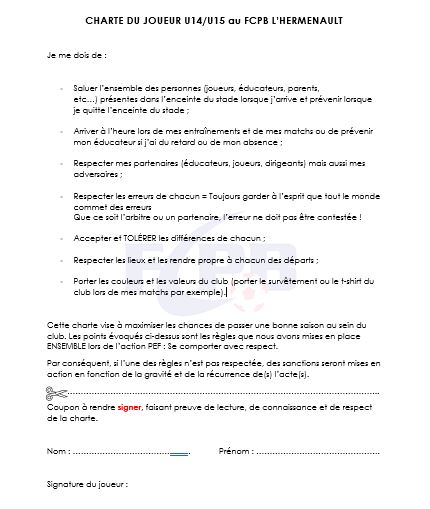 CHARTE DU JOUEUR U14/U15 au FCPB L'HERMENAULT
Je me dois de :
- Saluer l'ensemble des personnes (joueurs, éducateurs, parents,
etc…) présentes dans l'enceinte du stade lorsque j'arrive et prévenir lorsque
je quitte l'enceinte du stade ;
- Arriver à l'heure lors de mes entraînements et de mes matchs ou de prévenir
mon éducateur si j'ai du retard ou de mon absence ;
- Respecter mes partenaires (éducateurs, joueurs, dirigeants) mais aussi mes
adversaires ;
- Respecter les erreurs de chacun = Toujours garder à l'esprit que tout le monde
commet des erreurs
Que ce soit l'arbitre ou un partenaire, l'erreur ne doit pas être contestée !
- Accepter et TOLÉRER les différences de chacun ;
- Respecter les lieux et les rendre propre à chacun des départs ;
- Porter les couleurs et les valeurs du club (porter le survêtement ou le t-shirt du
club lors de mes matchs par exemple).
FCPB
Cette charte vise à maximiser les chances de passer une bonne saison au sein du
club. Les points évoqués ci-dessus sont les règles que nous avons mises en place
ENSEMBLE lors de l'action PEF : Se comporter avec respect.
Par conséquent, si l'une des règles n'est pas respectée, des sanctions seront mises en
action en fonction de la gravité et de la récurrence de(s) l'acte(s).
Coupon à rendre signer, faisant preuve de lecture, de connaissance et de respect
de la charte.
Nom : ........................................ Prénom : ........................................
Signature du joueur :